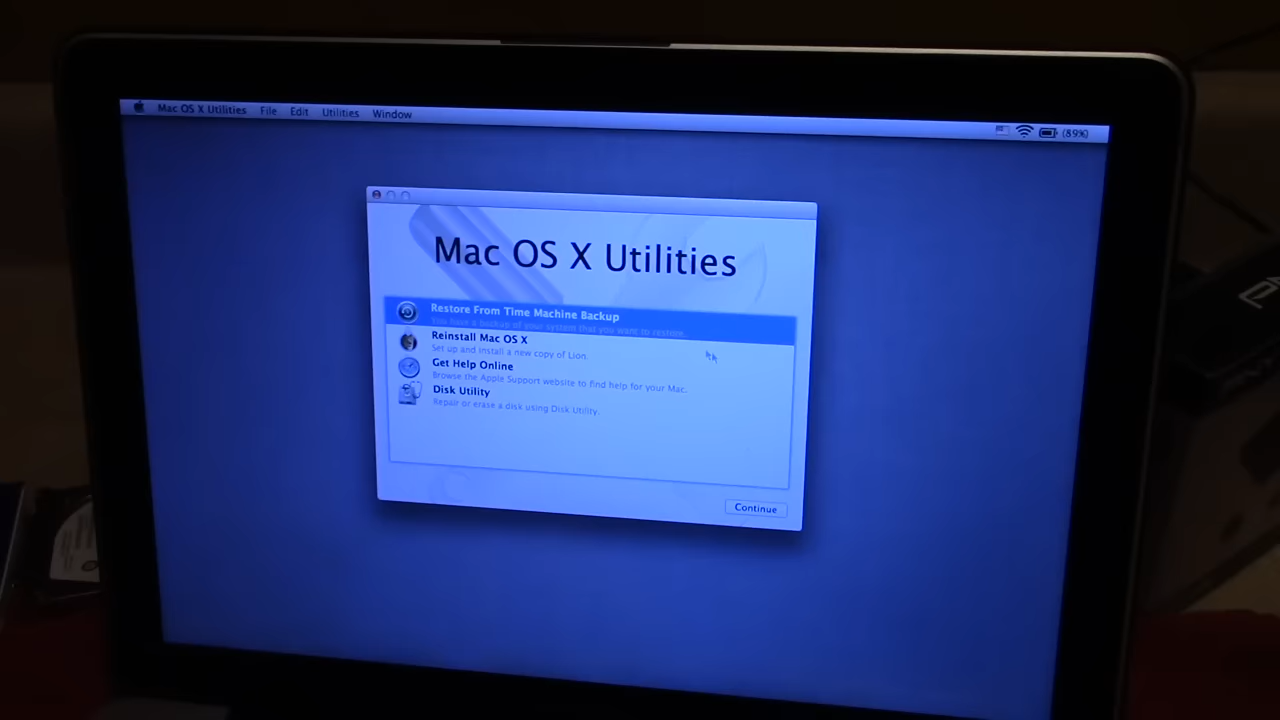 Mac OS X Utilities File Edit Utilities Window (89%)
Mac OS X Utilities
Restore From Time Machine Backup
You have a backup of your system that you want to restore.
Reinstall Mac OS X
Set up and install a new copy of Lion.
Get Help Online
Browse the Apple Support website to find help for your Mac.
Disk Utility
Repair or erase a disk using Disk Utility.
Continue